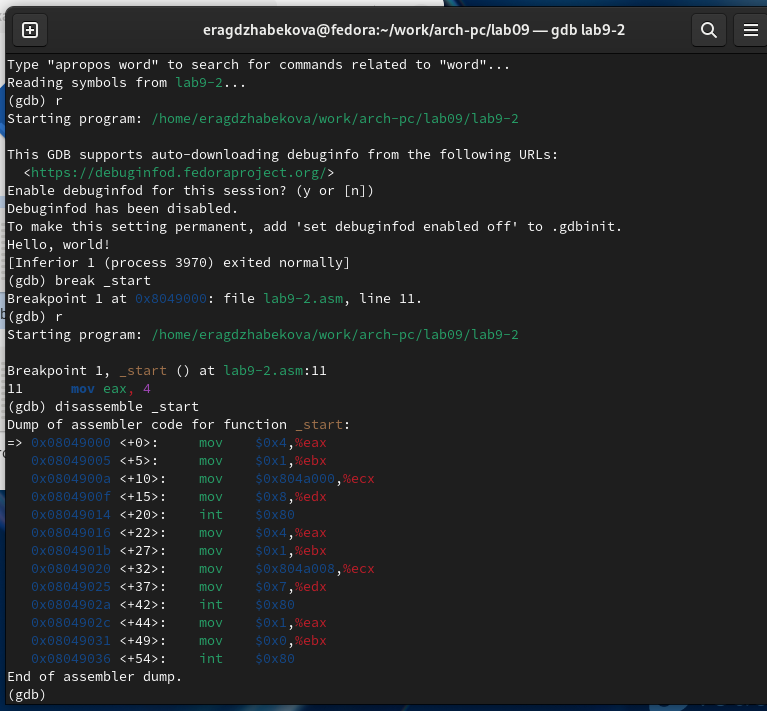 eragdzhabekova@fedora:~/work/arch-pc/lab09 — gdb lab9-2
Type "apropos word" to search for commands related to "word"...
Reading symbols from lab9-2...
(gdb) r
Starting program: /home/eragdzhabekova/work/arch-pc/lab09/lab9-2
This GDB supports auto-downloading debuginfo from the following URLs:
  <https://debuginfod.fedoraproject.org/>
Enable debuginfod for this session? (y or [n])
Debuginfod has been disabled.
To make this setting permanent, add 'set debuginfod enabled off' to .gdbinit.
Hello, world!
[Inferior 1 (process 3970) exited normally]
(gdb) break _start
Breakpoint 1 at 0x8049000: file lab9-2.asm, line 11.
(gdb) r
Starting program: /home/eragdzhabekova/work/arch-pc/lab09/lab9-2
Breakpoint 1, _start () at lab9-2.asm:11
11      mov eax, 4
(gdb) disassemble _start
Dump of assembler code for function _start:
=> 0x08049000 <+0>:     mov    $0x4,%eax
   0x08049005 <+5>:     mov    $0x1,%ebx
   0x0804900a <+10>:    mov    $0x804a000,%ecx
   0x0804900f <+15>:    mov    $0x8,%edx
   0x08049014 <+20>:    int    $0x80
   0x08049016 <+22>:    mov    $0x4,%eax
   0x0804901b <+27>:    mov    $0x1,%ebx
   0x08049020 <+32>:    mov    $0x804a008,%ecx
   0x08049025 <+37>:    mov    $0x7,%edx
   0x0804902a <+42>:    int    $0x80
   0x0804902c <+44>:    mov    $0x1,%eax
   0x08049031 <+49>:    mov    $0x0,%ebx
   0x08049036 <+54>:    int    $0x80
End of assembler dump.
(gdb)